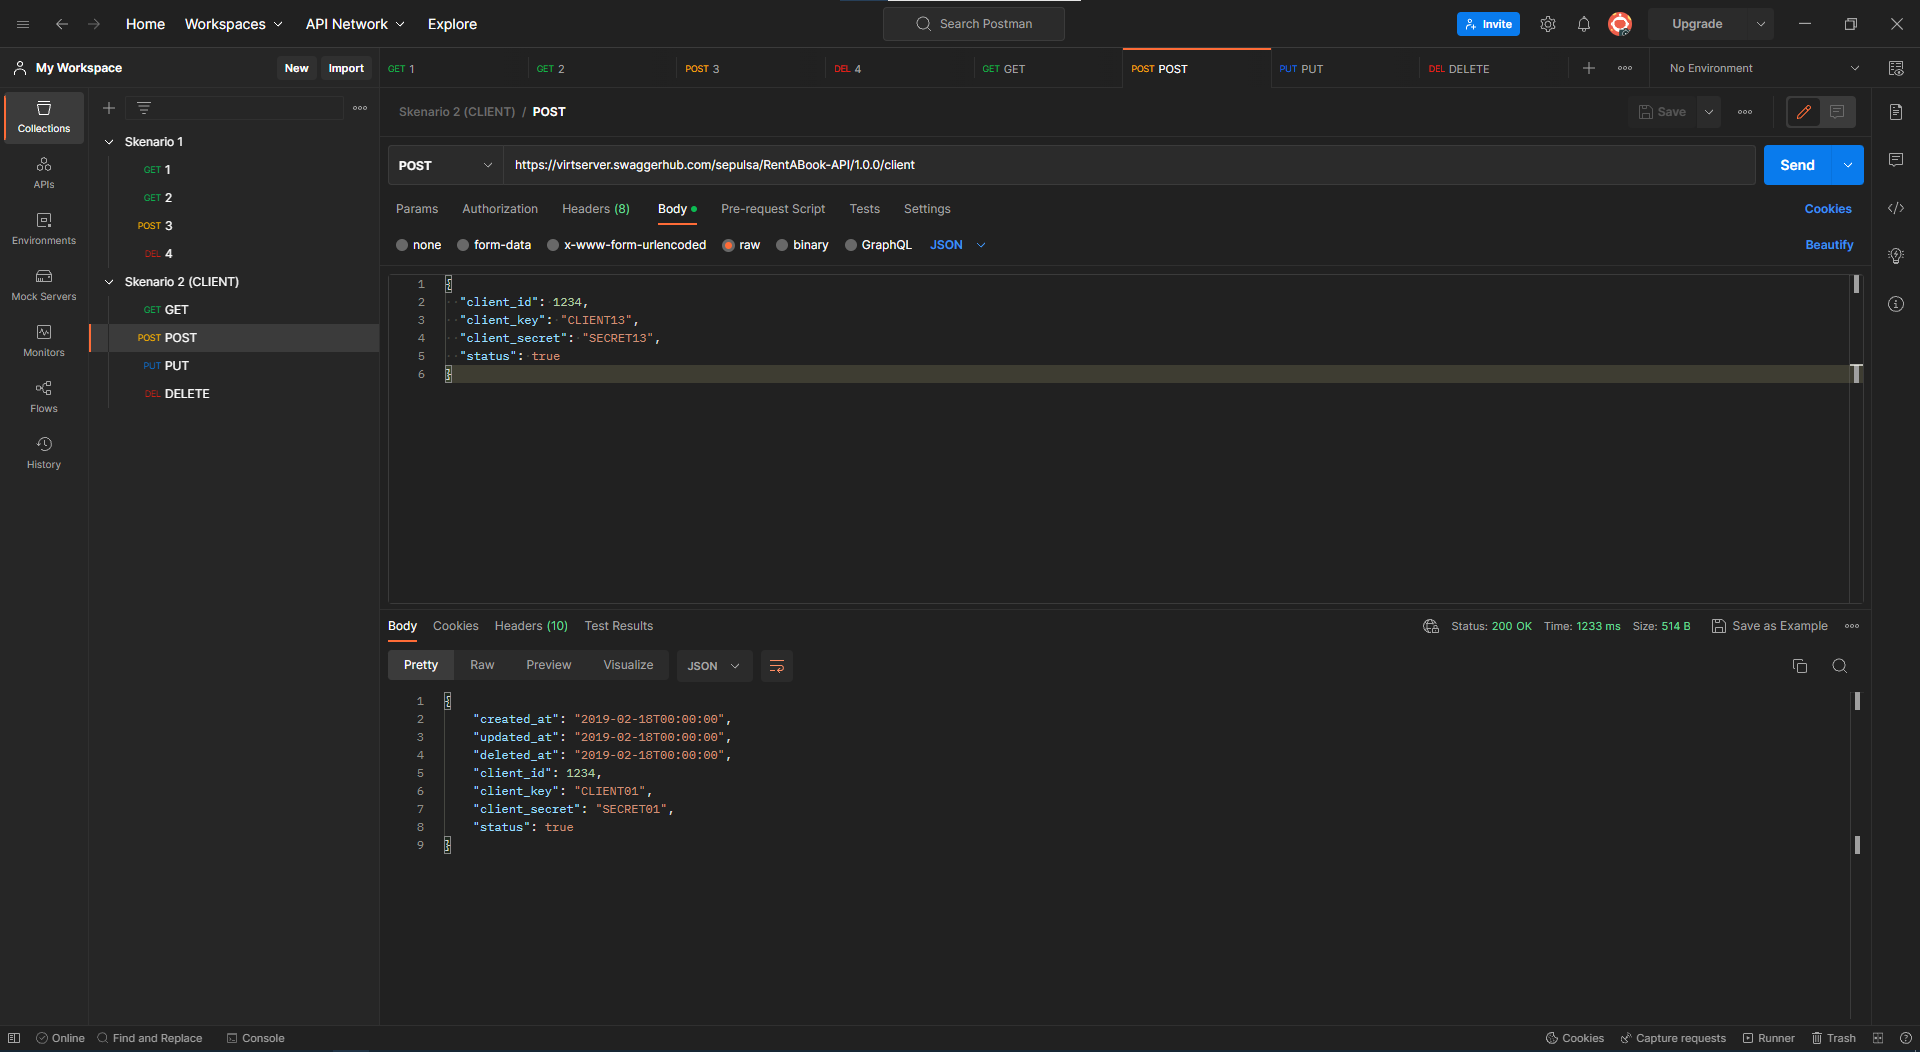 Home Workspaces API Network Explore Search Postman Invite Upgrade
My Workspace New Import GET 1 GET 2 POST 3 DEL 4 GET GET POST POST PUT PUT DEL DELETE No Environment
Collections
APIs
Environments
Mock Servers
Monitors
Flows
History
Skenario 1
GET 1
GET 2
POST 3
DEL 4
Skenario 2 (CLIENT)
GET GET
POST POST
PUT PUT
DEL DELETE
Skenario 2 (CLIENT) / POST Save
POST https://virtserver.swaggerhub.com/sepulsa/RentABook-API/1.0.0/client Send
Params Authorization Headers (8) Body Pre-request Script Tests Settings Cookies
none form-data x-www-form-urlencoded raw binary GraphQL JSON Beautify
1 {
2 "client_id": 1234,
3 "client_key": "CLIENT13",
4 "client_secret": "SECRET13",
5 "status": true
6 }
Body Cookies Headers (10) Test Results Status: 200 OK Time: 1233 ms Size: 514 B Save as Example
Pretty Raw Preview Visualize JSON
1 {
2 "created_at": "2019-02-18T00:00:00",
3 "updated_at": "2019-02-18T00:00:00",
4 "deleted_at": "2019-02-18T00:00:00",
5 "client_id": 1234,
6 "client_key": "CLIENT01",
7 "client_secret": "SECRET01",
8 "status": true
9 }
Online Find and Replace Console Cookies Capture requests Runner Trash